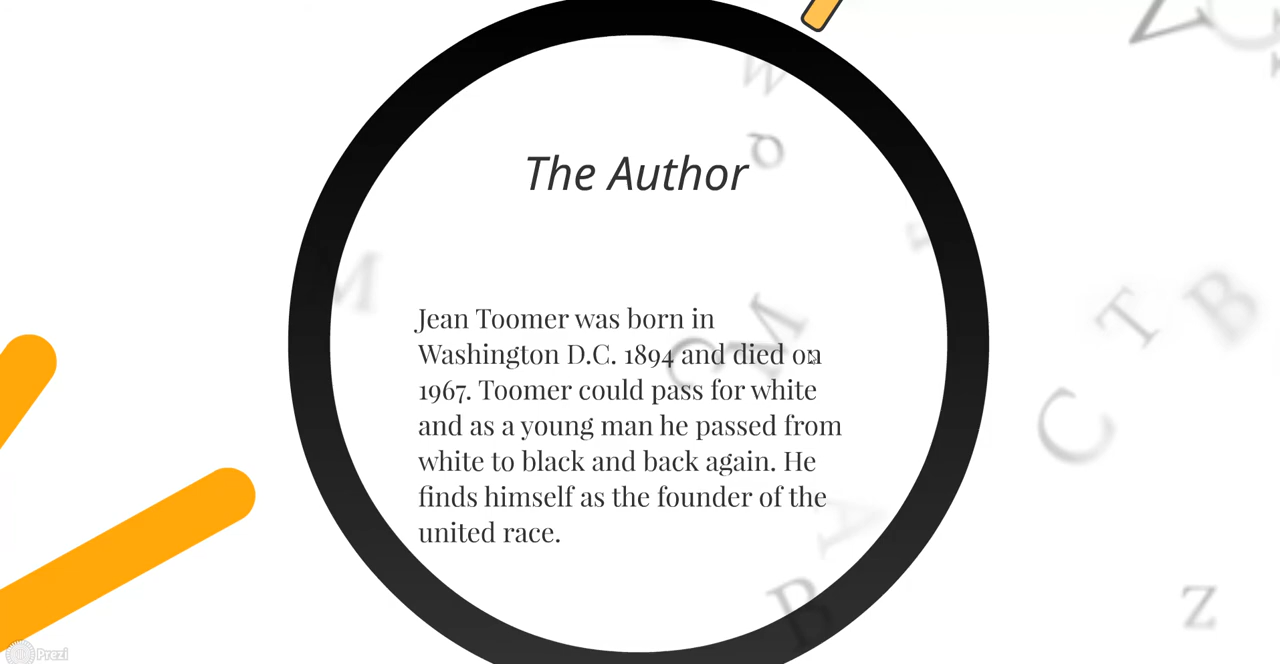 The Author
Jean Toomer was born in
Washington D.C. 1894 and died on
1967. Toomer could pass for white
and as a young man he passed from
white to black and back again. He
finds himself as the founder of the
united race.
W
O
M
M
C
T
B
C
A
B
Z
Prezi